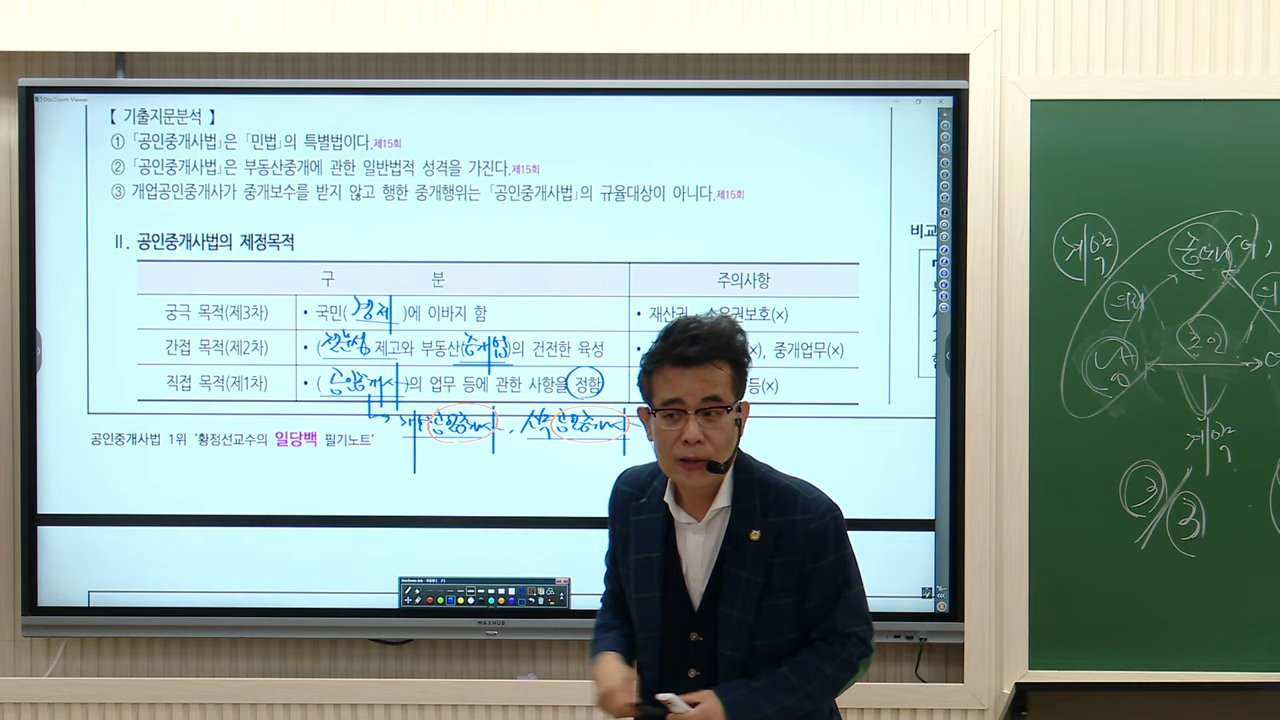 DocZoom Viewer
【 기출지문분석 】
① 「공인중개사법」은 「민법」의 특별법이다.제15회
② 「공인중개사법」은 부동산중개에 관한 일반법적 성격을 가진다.제15회
③ 개업공인중개사가 중개보수를 받지 않고 행한 중개행위는 「공인중개사법」의 규율대상이 아니다.제15회
Ⅱ. 공인중개사법의 제정목적
비교
구 분 주의사항
궁극 목적(제3차) • 국민( 경제 )에 이바지 함 • 재산권 · 소유권보호(x)
간접 목적(제2차) • (전문성 제고와 부동산(중개업)의 건전한 육성 • (x), 중개업무(x)
직접 목적(제1차) • ( 공인중개사 )의 업무 등에 관한 사항을 정함 등(x)
공인중개사, 소속 공인중개사
공인중개사법 1위 '황정선교수의 일당백 필기노트'
MAXHUB
계약
의뢰
계약